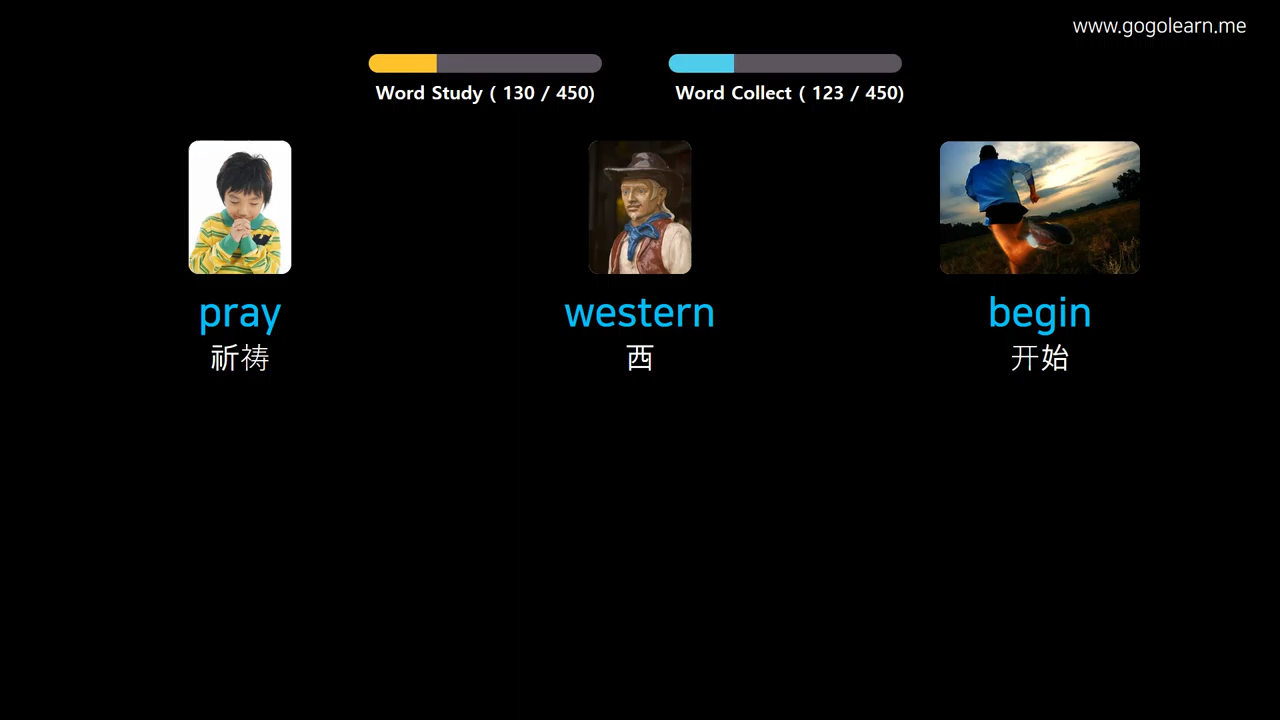 www.gogolearn.me
Word Study ( 130 / 450)
Word Collect ( 123 / 450)
pray
western
begin
祈祷
西
开始